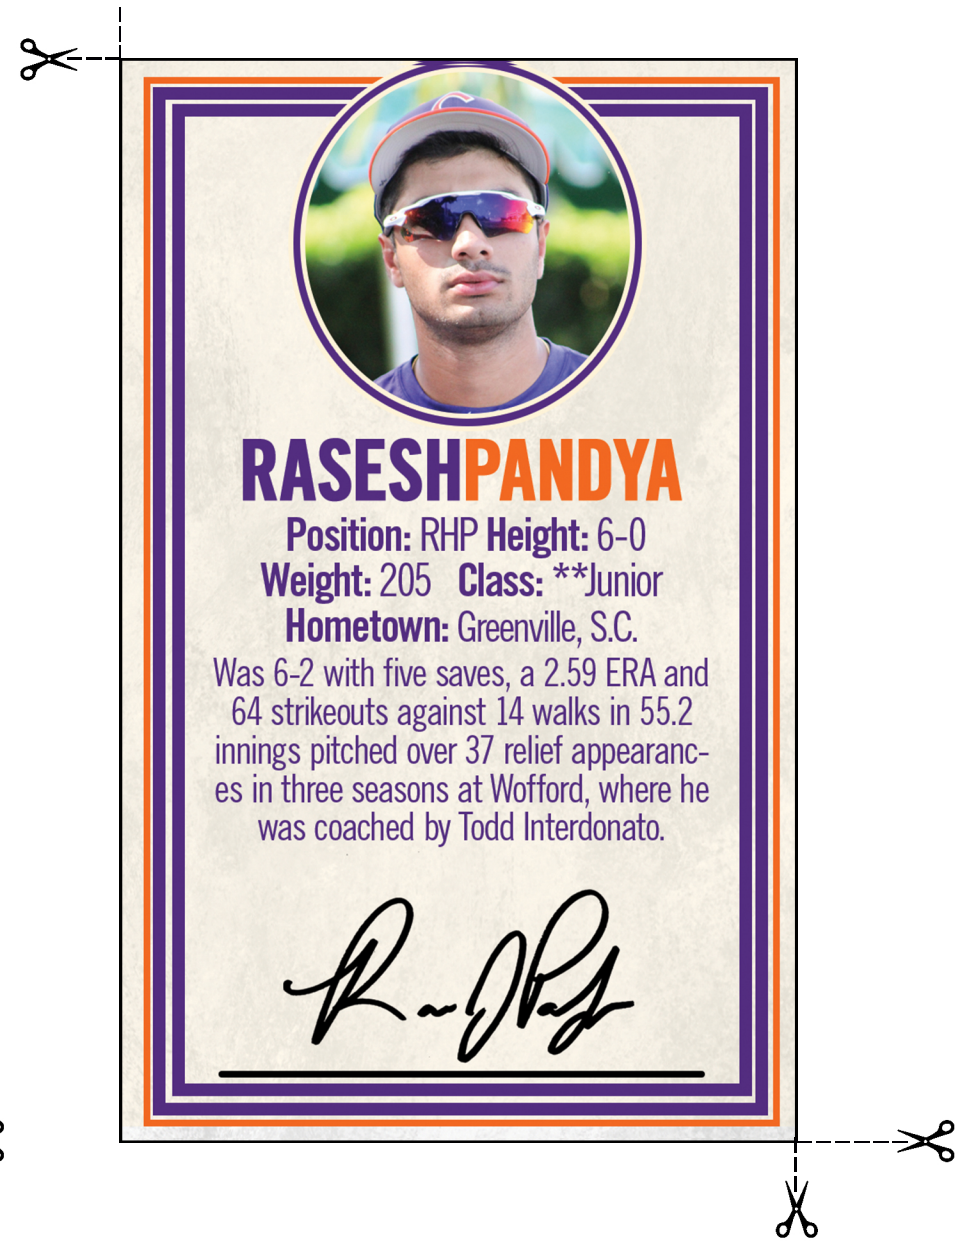 RASESHPANDYA
Position: RHP Height: 6-0
Weight: 205 Class: **Junior
Hometown: Greenville, S.C.
Was 6-2 with five saves, a 2.59 ERA and
64 strikeouts against 14 walks in 55.2
innings pitched over 37 relief appearanc-
es in three seasons at Wofford, where he
was coached by Todd Interdonato.